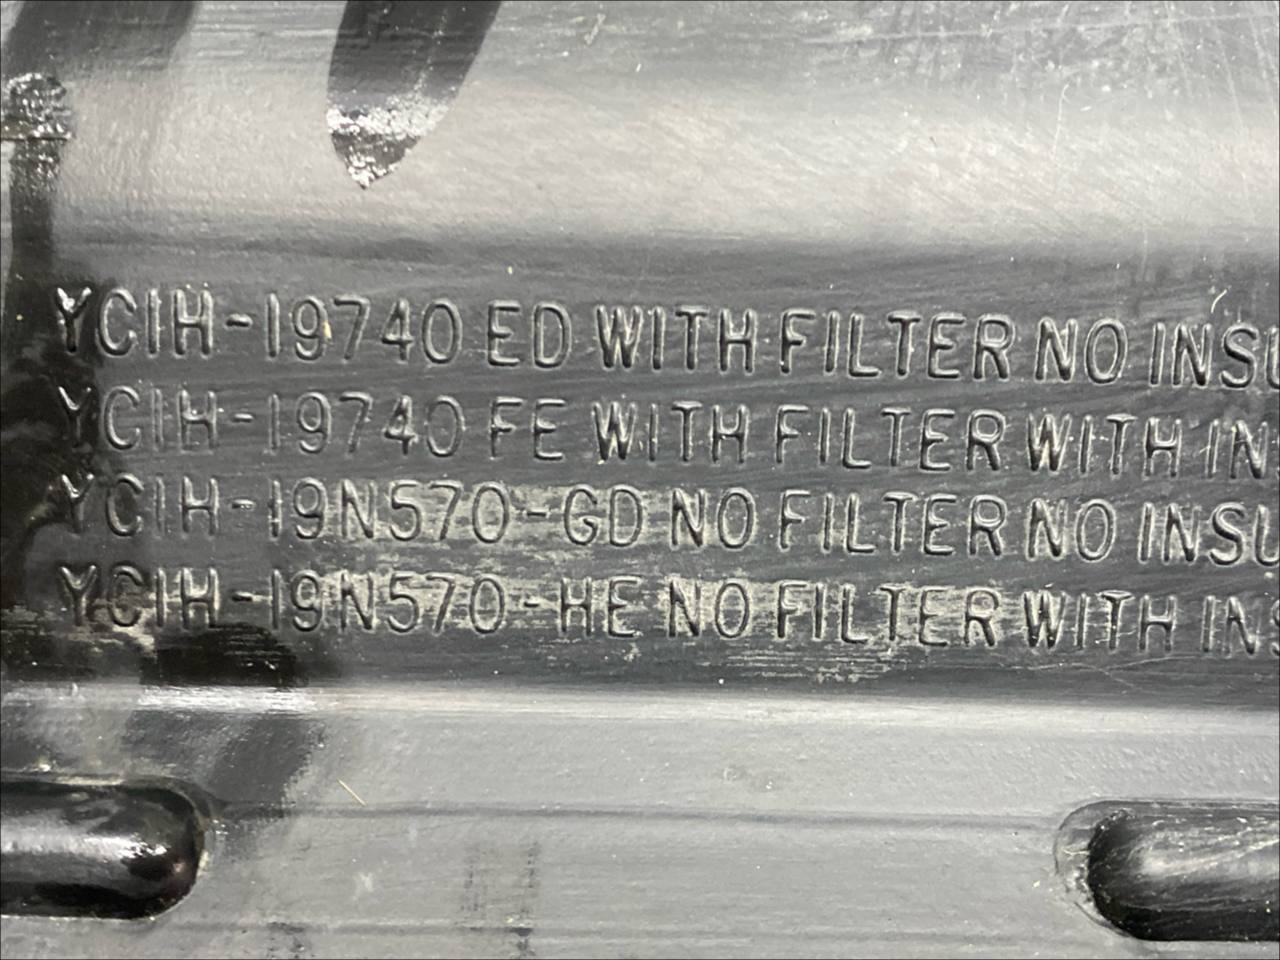 YC1H-19740 ED WITH FILTER NO INSU
YC1H-19740 FE WITH FILTER WITH IN
YC1H-19N570-GD NO FILTER NO INSU
YC1H-19N570-HE NO FILTER WITH INS